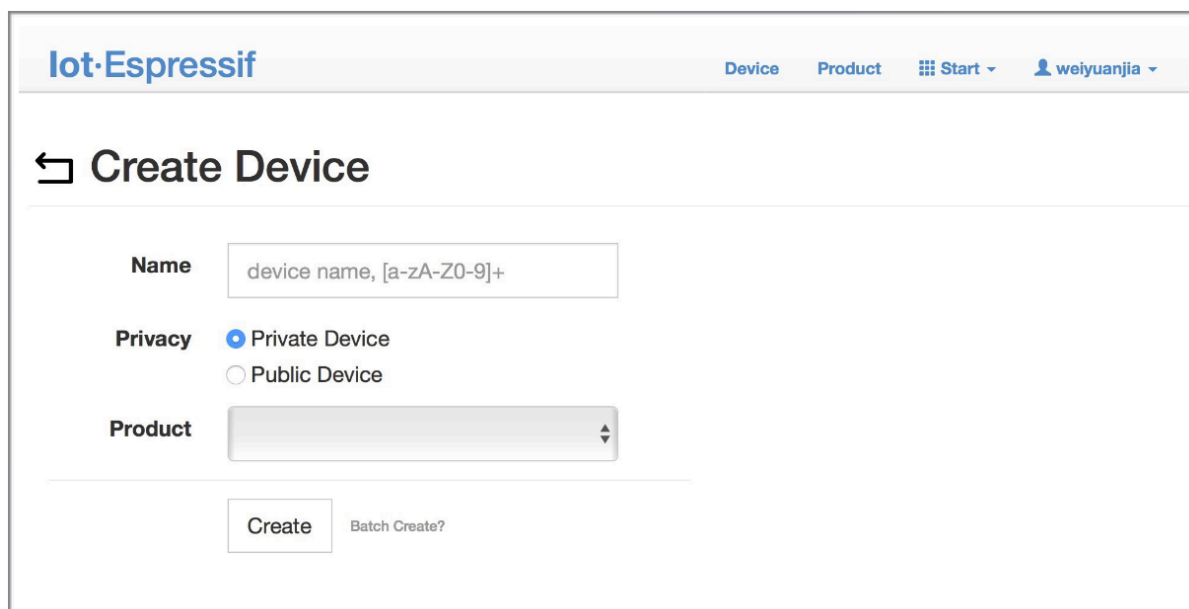 Iot·Espressif
Device Product Start weiyuanjia
Create Device
Name device name, [a-zA-Z0-9]+
Privacy Private Device
Public Device
Product
Create Batch Create?